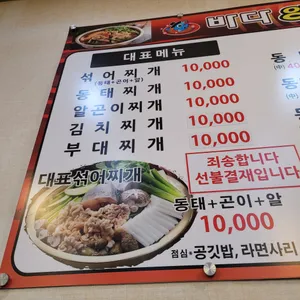 바다
대표메뉴
섞어찌개 10,000
(동태+곤이+알)
동태찌개 10,000
알곤이찌개 10,000
김치찌개 10,000
부대찌개 10,000
동
(中)
죄송합니다
선불결재입니다
대표섞어찌개
동태+곤이+알
10,000
점심*공깃밥,라면사리